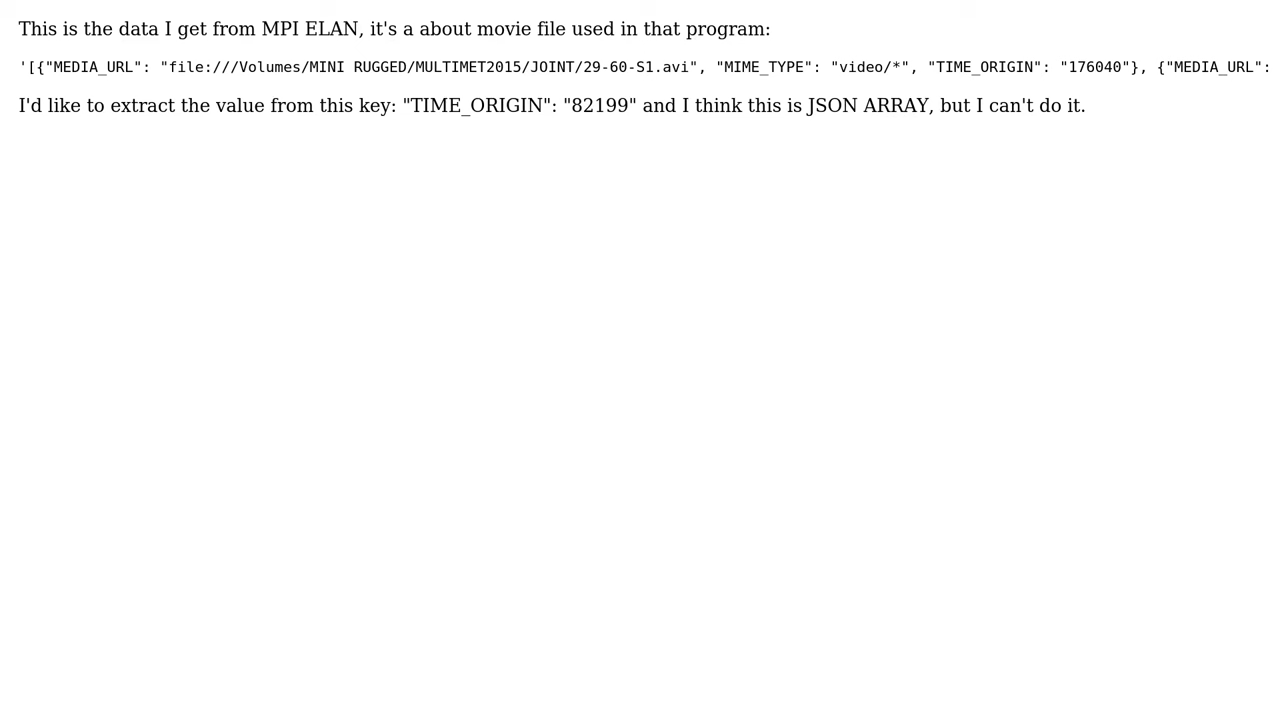 This is the data I get from MPI ELAN, it's a about movie file used in that program:
'[{"MEDIA_URL": "file:///Volumes/MINI RUGGED/MULTIMET2015/JOINT/29-60-S1.avi", "MIME_TYPE": "video/*", "TIME_ORIGIN": "176040"}, {"MEDIA_URL":
I'd like to extract the value from this key: "TIME_ORIGIN": "82199" and I think this is JSON ARRAY, but I can't do it.